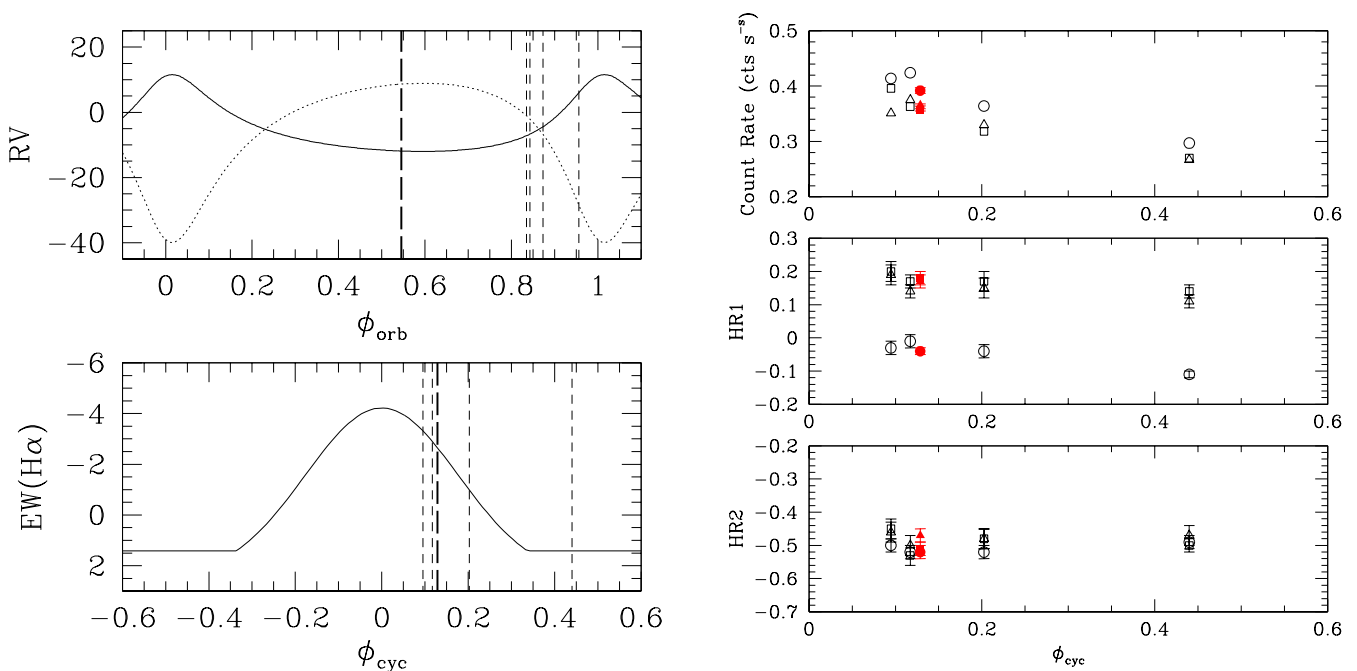 20
0
−20
−40
RV
0 0.2 0.4 0.6 0.8 1
ϕorb
−6
−4
−2
0
2
EW(Hα)
−0.6 −0.4 −0.2 0 0.2 0.4 0.6
ϕcyc
0.5
0.4
0.3
0.2
Count Rate (cts s⁻ˢ)
0 0.2 0.4 0.6
0.3
0.2
0.1
0
−0.1
−0.2
HR1
0 0.2 0.4 0.6
−0.2
−0.3
−0.4
−0.5
−0.6
−0.7
HR2
0 0.2 0.4 0.6
ϕcyc